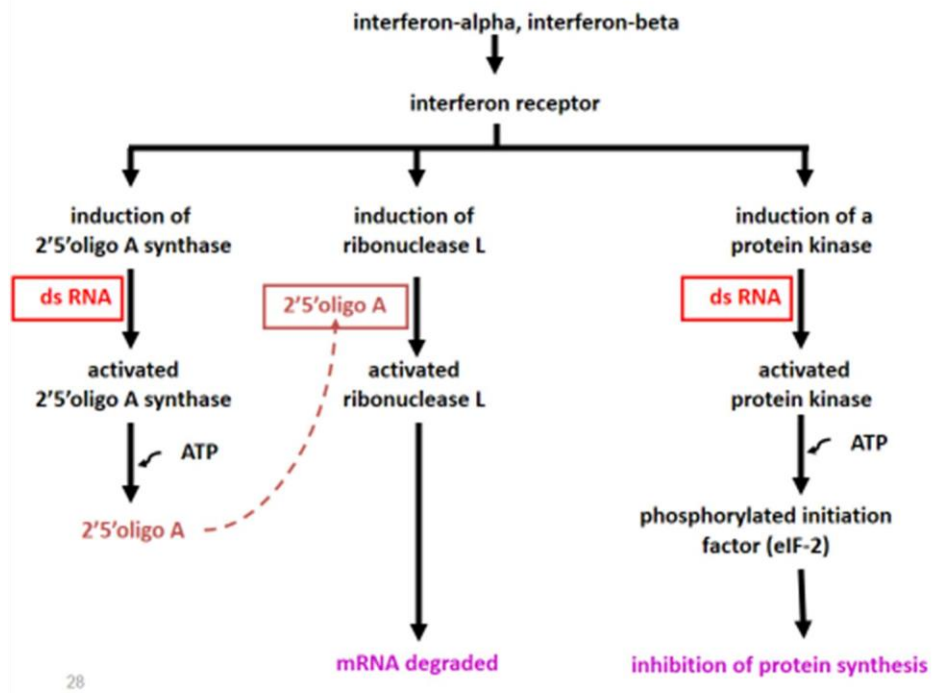 interferon-alpha, interferon-beta
interferon receptor
induction of
2'5'oligo A synthase
induction of
ribonuclease L
induction of a
protein kinase
ds RNA
2'5'oligo A
ds RNA
activated
2'5'oligo A synthase
activated
ribonuclease L
activated
protein kinase
ATP
ATP
2'5'oligo A
phosphorylated initiation
factor (eIF-2)
mRNA degraded
inhibition of protein synthesis
28